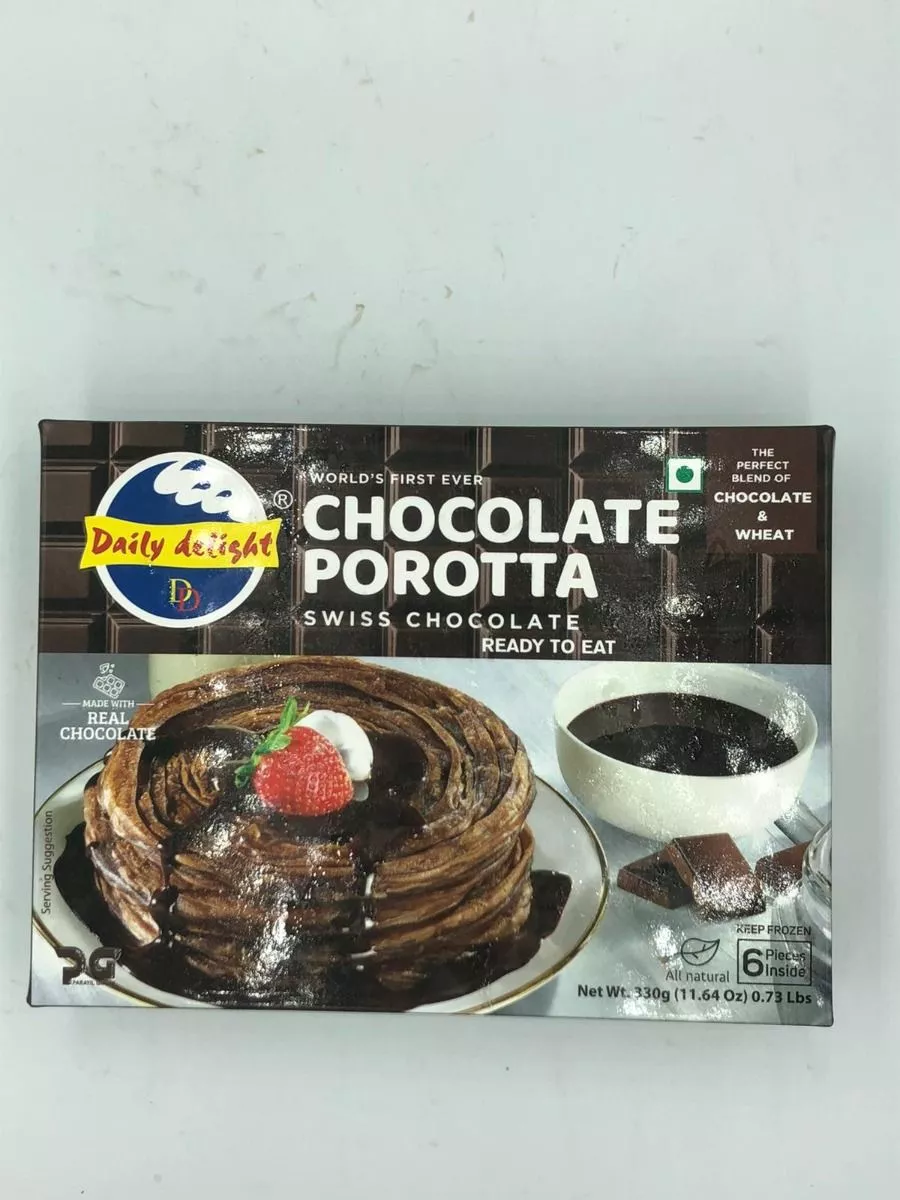 Daily delight
®
DD
WORLD'S FIRST EVER
CHOCOLATE
POROTTA
SWISS CHOCOLATE
READY TO EAT
THE
PERFECT
BLEND OF
CHOCOLATE
&
WHEAT
MADE WITH
REAL
CHOCOLATE
Serving Suggestion
PG
KEEP FROZEN
All natural
6 Pieces
Inside
Net Wt. 330g (11.64 Oz) 0.73 Lbs